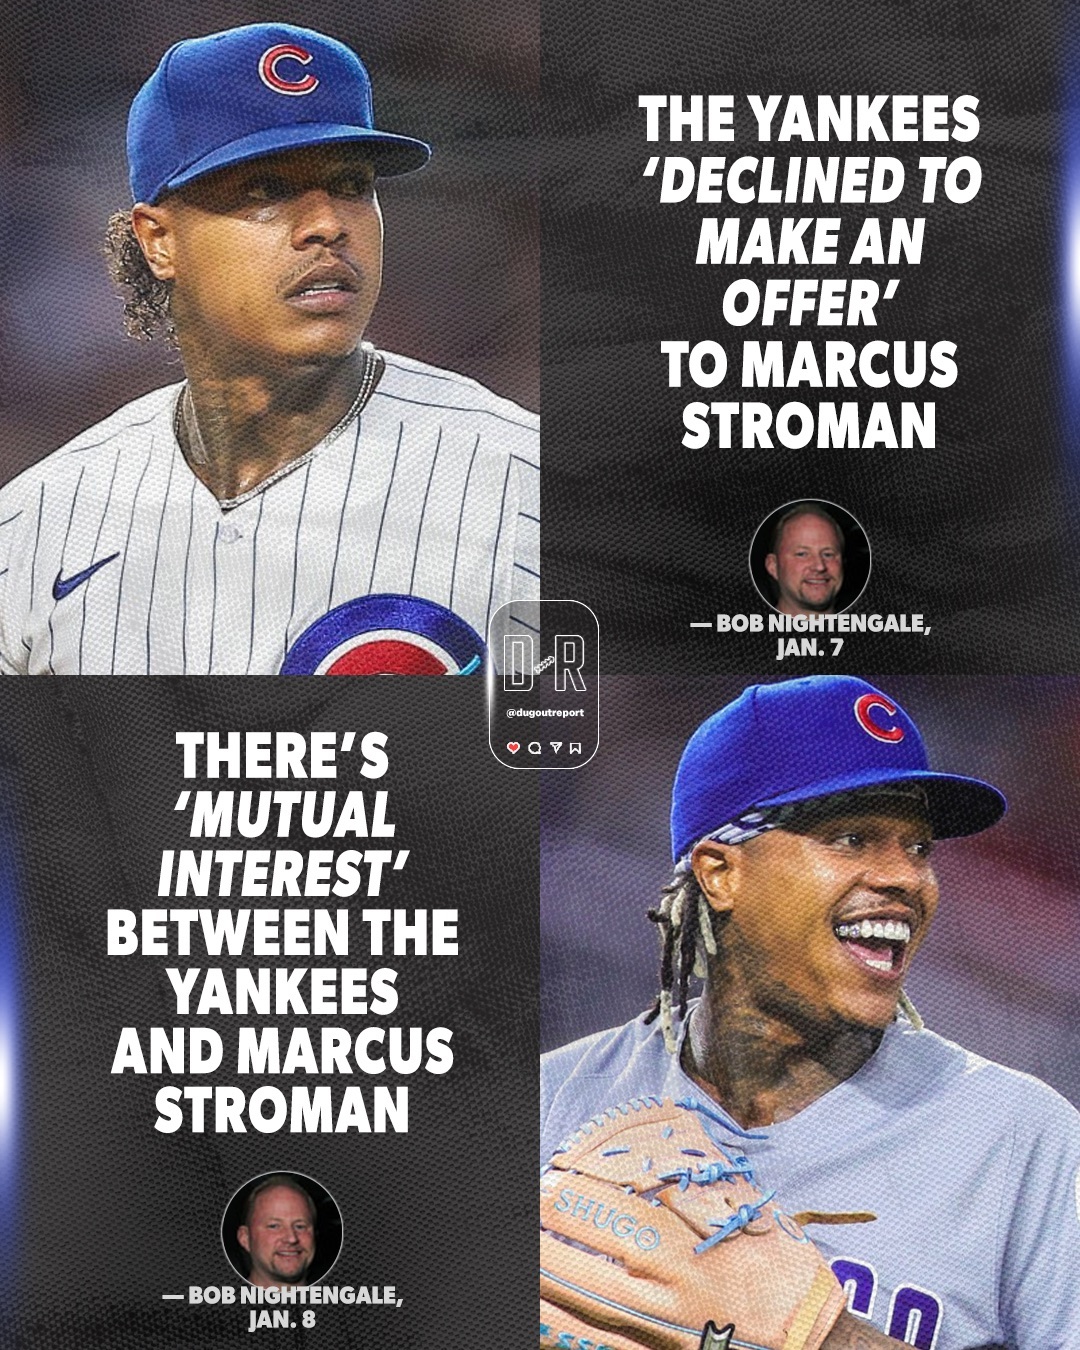 C
THE YANKEES
‘DECLINED TO
MAKE AN
OFFER’
TO MARCUS
STROMAN
— BOB NIGHTENGALE,
JAN. 7
D R
@dugoutreport
THERE’S
‘MUTUAL
INTEREST’
BETWEEN THE
YANKEES
AND MARCUS
STROMAN
— BOB NIGHTENGALE,
JAN. 8
C
SHUGO